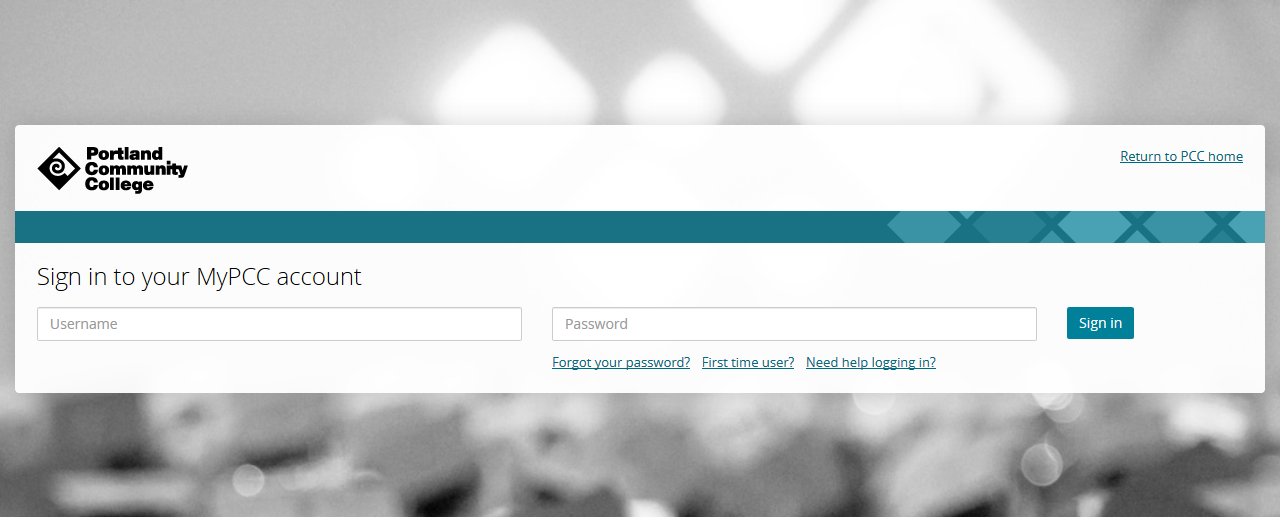 Portland
Community
College
Return to PCC home
Sign in to your MyPCC account
Username
Password
Sign in
Forgot your password? First time user? Need help logging in?